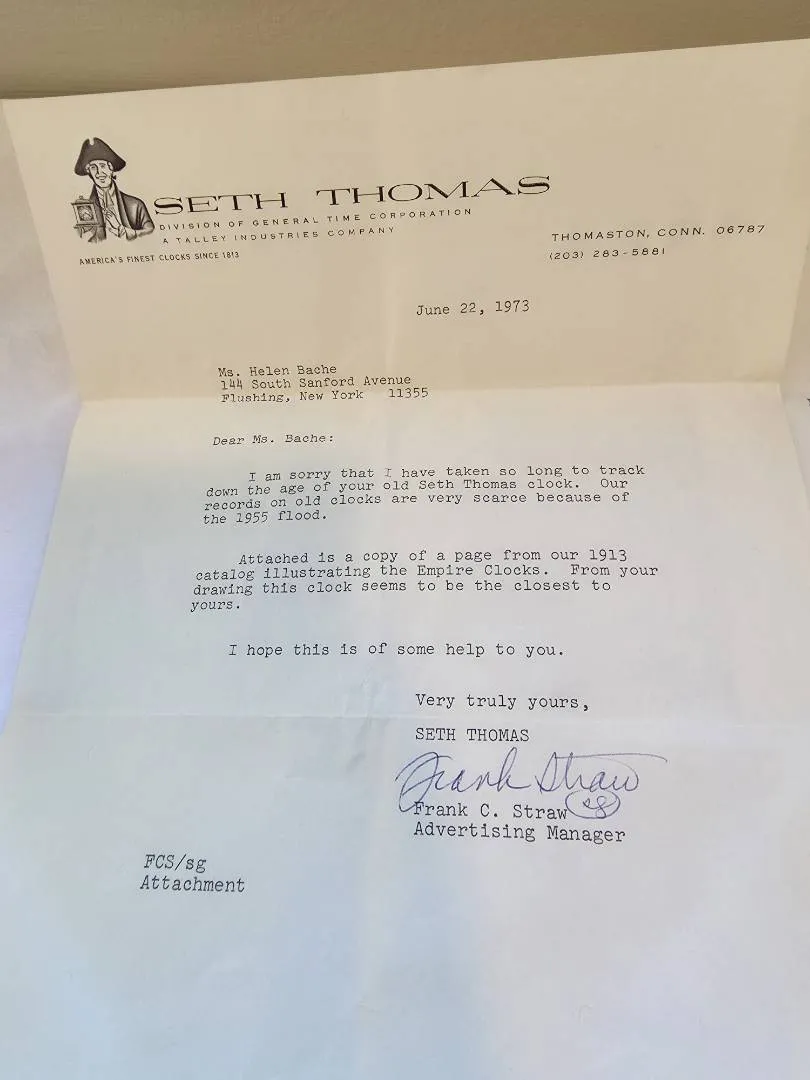 SETH THOMAS
DIVISION OF GENERAL TIME CORPORATION
A TALLEY INDUSTRIES COMPANY
AMERICA'S FINEST CLOCKS SINCE 1813
THOMASTON, CONN. 06787
(203) 283-5881
June 22, 1973
Ms. Helen Bache
144 South Sanford Avenue
Flushing, New York 11355
Dear Ms. Bache:
I am sorry that I have taken so long to track
down the age of your old Seth Thomas clock. Our
records on old clocks are very scarce because of
the 1955 flood.
Attached is a copy of a page from our 1913
catalog illustrating the Empire Clocks. From your
drawing this clock seems to be the closest to
yours.
I hope this is of some help to you.
Very truly yours,
SETH THOMAS
Frank Straw
sg
Frank C. Straw
Advertising Manager
FCS/sg
Attachment